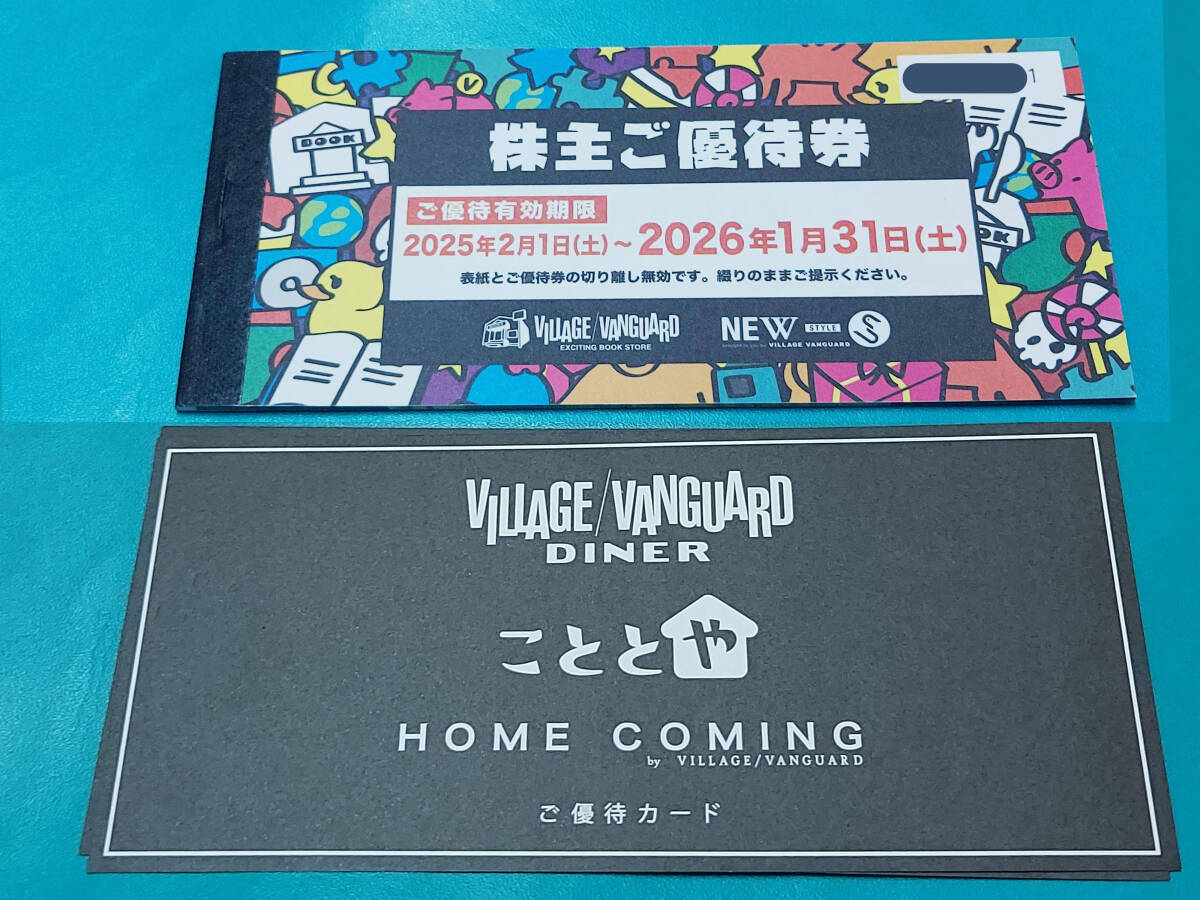 1
BOOK
株主ご優待券
ご優待有効期限
2025年2月1日(土)～2026年1月31日(土)
表紙とご優待券の切り離し無効です。綴りのままご提示ください。
VILLAGE/VANGUARD
EXCITING BOOK STORE
NEW STYLE
VILLAGE VANGUARD
VILLAGE/VANGUARD
DINER
こととや
HOME COMING
by VILLAGE/VANGUARD
ご優待カード